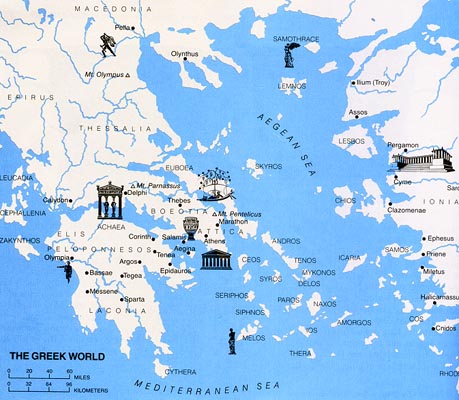 MACEDONIA
Pella
SAMOTHRACE
Olynthus
Mt. Olympus
LEMNOS
Ilium (Troy)
EPIRUS
Assos
AEGEAN SEA
THESSALIA
LESBOS
Pergamon
EUBOEA
SKYROS
LEUCADIA
Mt. Parnassus
Delphi
Cyme
Sard
Calydon
Thebes
BOEOTIA
Mt. Pentelicus
Marathon
CHIOS
Clazomenae
IONIA
CEPHALLENIA
ACHAEA
ATTICA
ELIS
Corinth
Salamis
Athens
ANDROS
Ephesus
ZAKYNTHOS
PELOPONNESOS
Aegina
TENOS
SAMOS
Priene
Olympia
Argos
Tenea
CEOS
MYKONOS
ICARIA
Miletus
Bassae
Tegea
Epidaurus
SYROS
DELOS
Messene
Sparta
SERIPHOS
PAROS
NAXOS
Halicarnassus
LACONIA
SIPHNOS
AMORGOS
COS
Cnidos
MELOS
IOS
THERA
THE GREEK WORLD
CYTHERA
RHOD
0 20 40 60
MILES
0 32 64 96
KILOMETERS
MEDITERRANEAN SEA